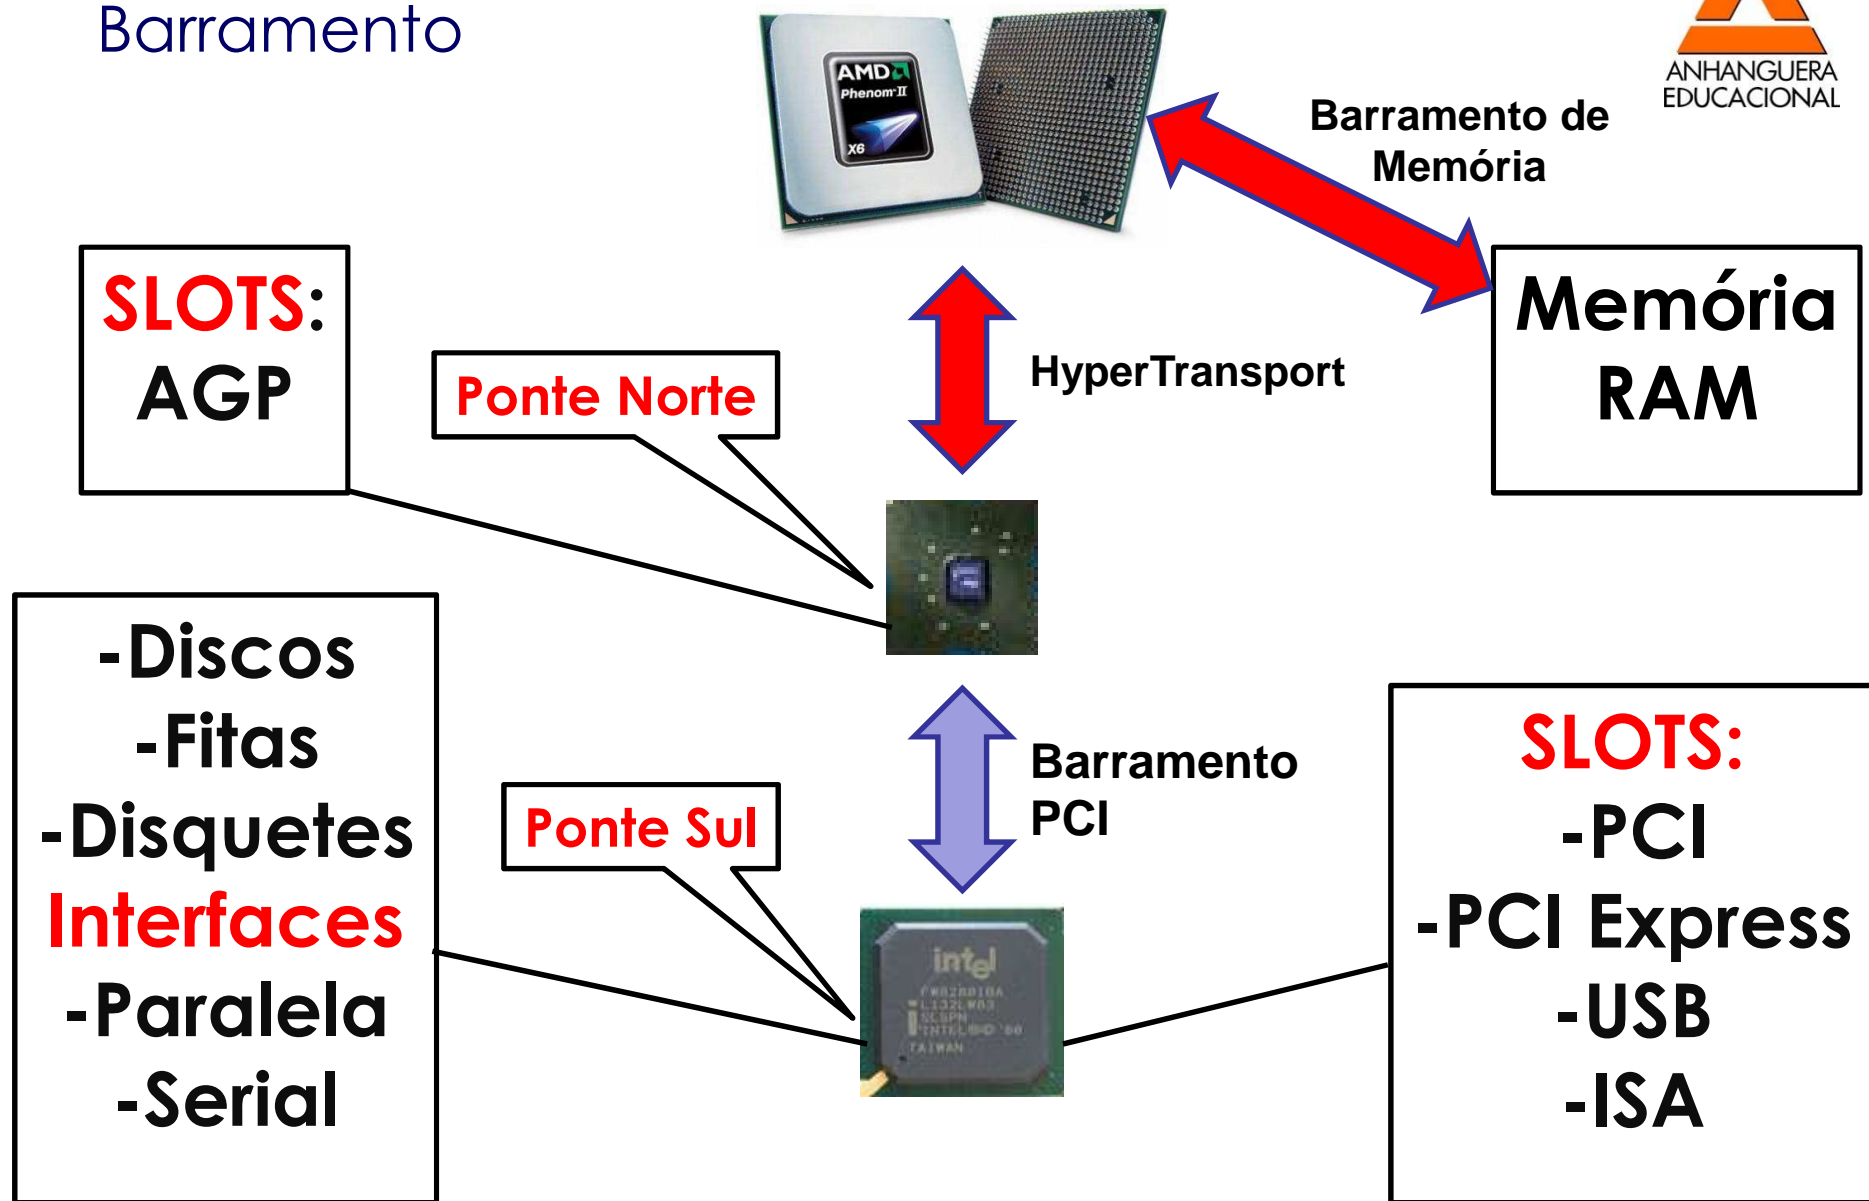 Barramento
ANHANGUERA
EDUCACIONAL
AMD
Phenom II
X6
Barramento de
Memória
SLOTS:
AGP
Memória
RAM
HyperTransport
Ponte Norte
-Discos
-Fitas
-Disquetes
Interfaces
-Paralela
-Serial
Barramento
PCI
Ponte Sul
SLOTS:
-PCI
-PCI Express
-USB
-ISA
intel
L132LW03
TAIWAN